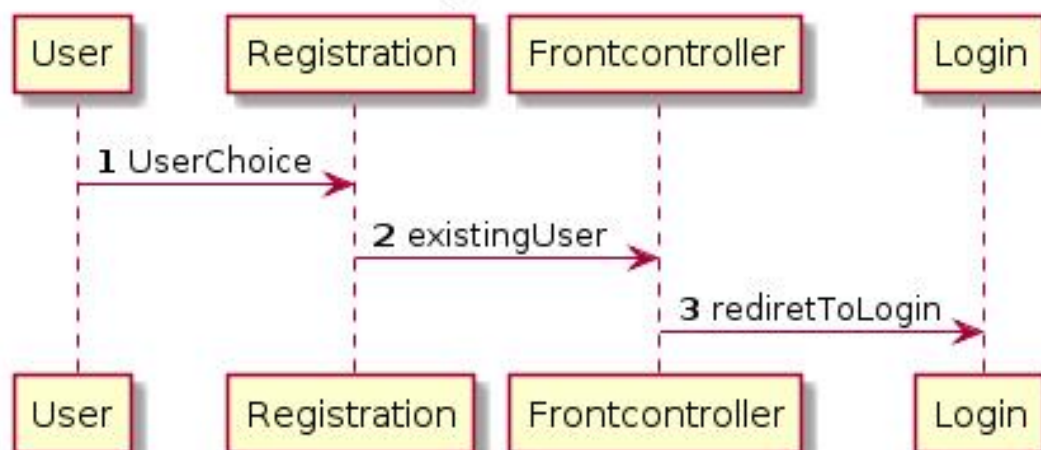 User Registration Frontcontroller Login
1 UserChoice
2 existingUser
3 rediretToLogin
User Registration Frontcontroller Login